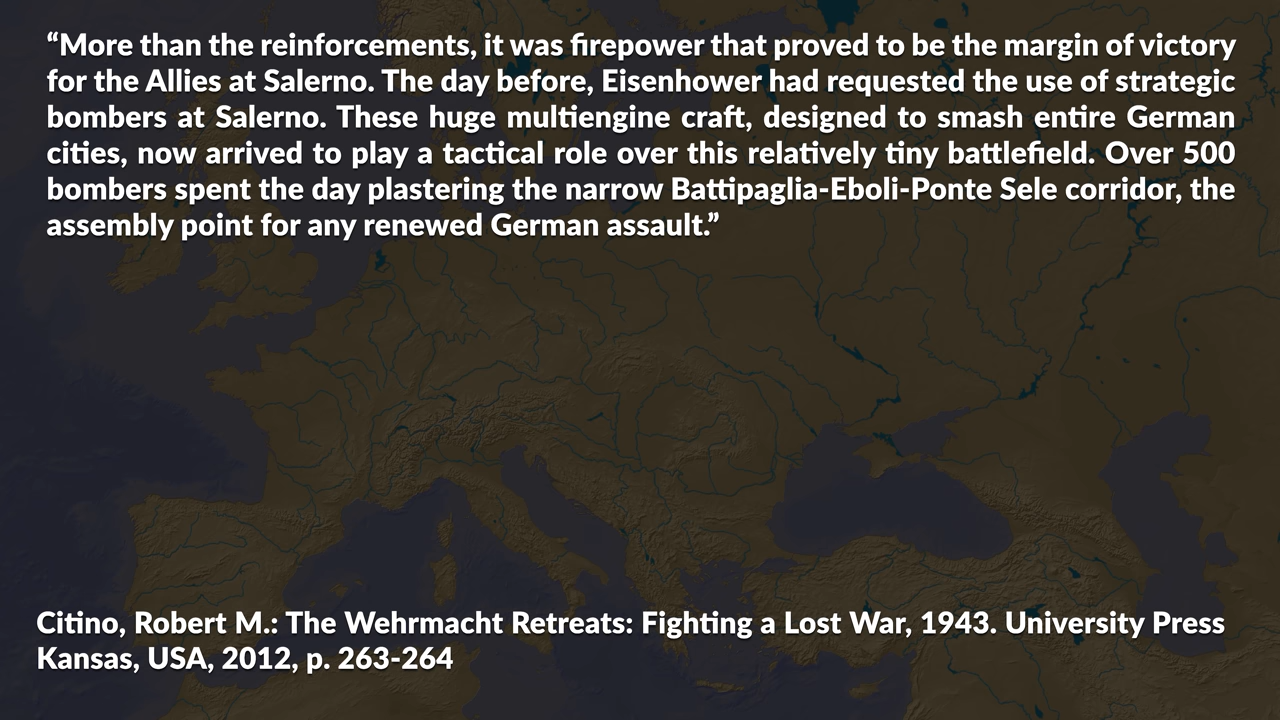 “More than the reinforcements, it was firepower that proved to be the margin of victory
for the Allies at Salerno. The day before, Eisenhower had requested the use of strategic
bombers at Salerno. These huge multiengine craft, designed to smash entire German
cities, now arrived to play a tactical role over this relatively tiny battlefield. Over 500
bombers spent the day plastering the narrow Battipaglia-Eboli-Ponte Sele corridor, the
assembly point for any renewed German assault.”
Citino, Robert M.: The Wehrmacht Retreats: Fighting a Lost War, 1943. University Press
Kansas, USA, 2012, p. 263-264